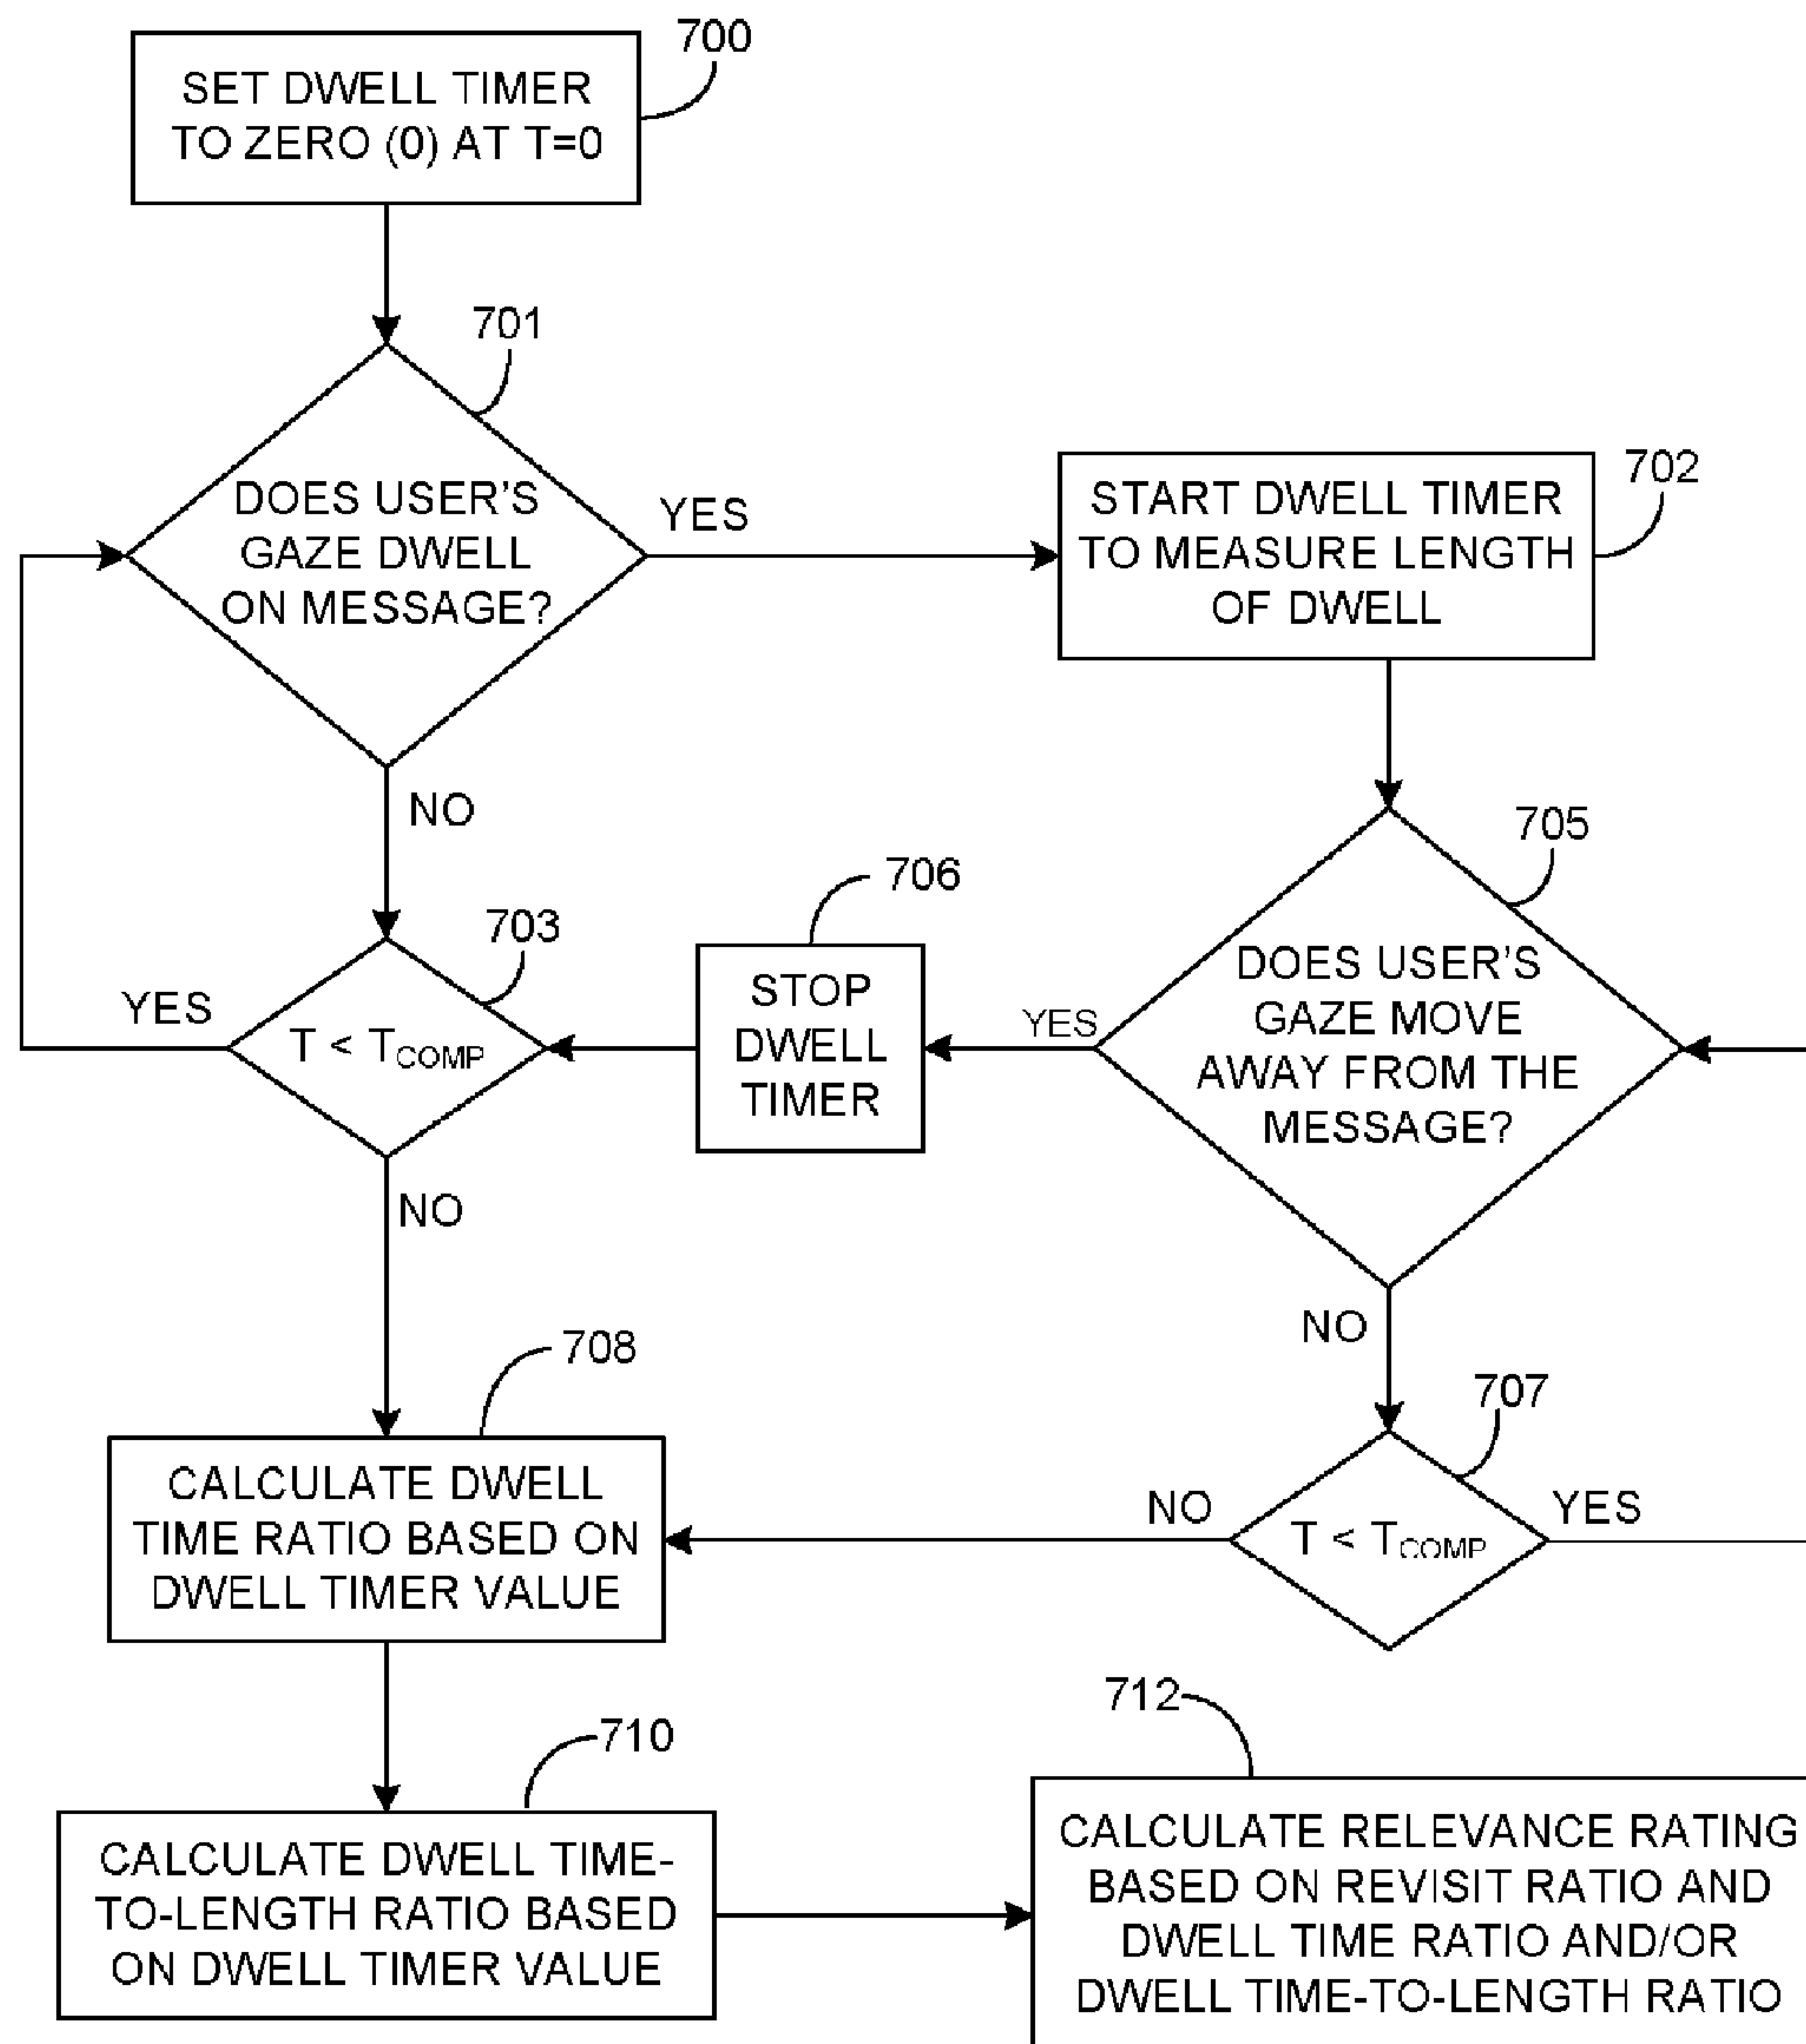 700
SET DWELL TIMER
TO ZERO (0) AT T=0
701
DOES USER'S
GAZE DWELL
ON MESSAGE?
YES
702
START DWELL TIMER
TO MEASURE LENGTH
OF DWELL
NO
705
DOES USER'S
GAZE MOVE
AWAY FROM THE
MESSAGE?
YES
706
STOP
DWELL
TIMER
703
T < TCOMP
YES
NO
NO
707
T < TCOMP
YES
NO
708
CALCULATE DWELL
TIME RATIO BASED ON
DWELL TIMER VALUE
710
CALCULATE DWELL TIME-
TO-LENGTH RATIO BASED
ON DWELL TIMER VALUE
712
CALCULATE RELEVANCE RATING
BASED ON REVISIT RATIO AND
DWELL TIME RATIO AND/OR
DWELL TIME-TO-LENGTH RATIO